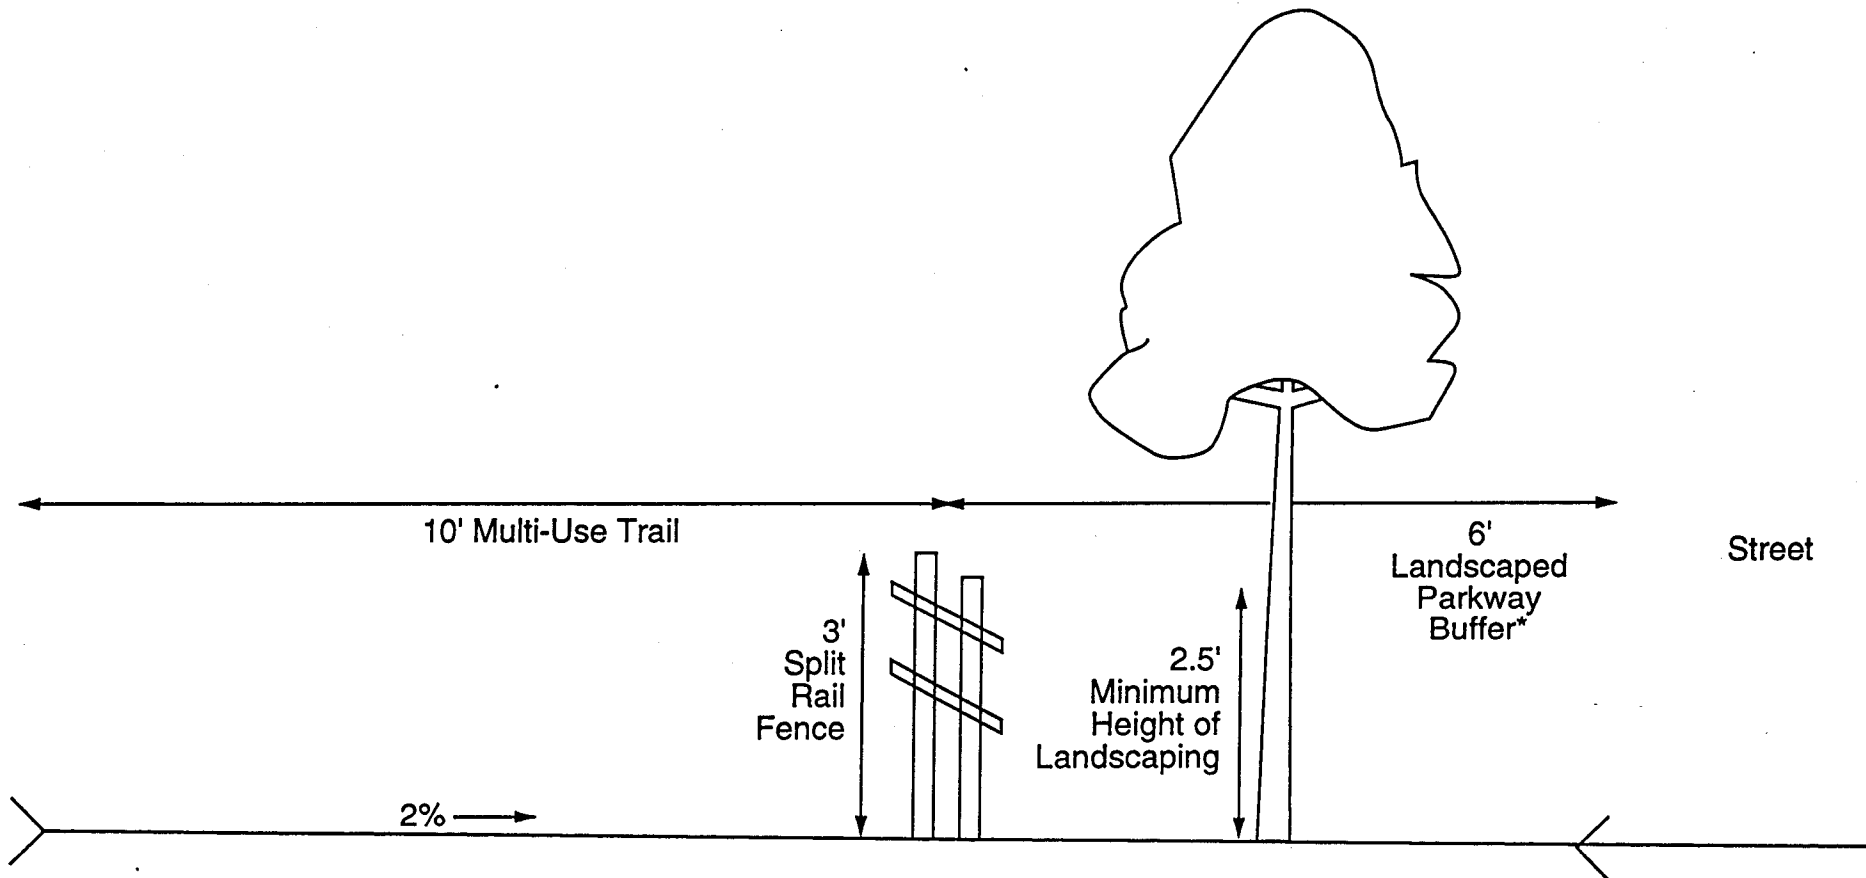 10' Multi-Use Trail
6'
Landscaped
Parkway
Buffer*
Street
3'
Split
Rail
Fence
2.5'
Minimum
Height of
Landscaping
2%